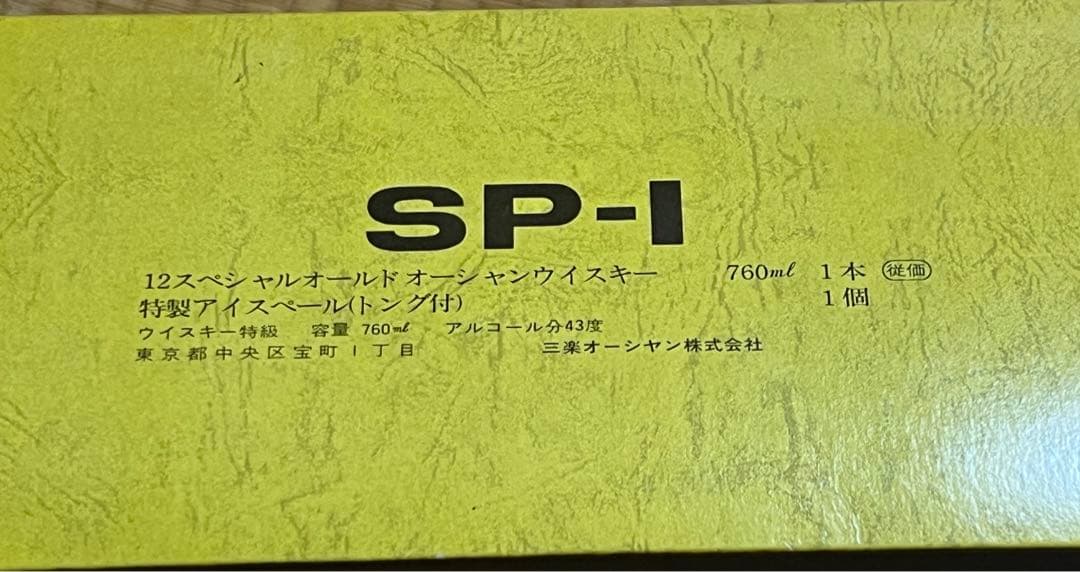 SP-I
12スペシャルオールドオーシャンウイスキー 760ml 1本 従価
特製アイスペール(トング付) 1個
ウイスキー特級 容量 760ml アルコール分43度
東京都中央区宝町1丁目 三楽オーシヤン株式会社